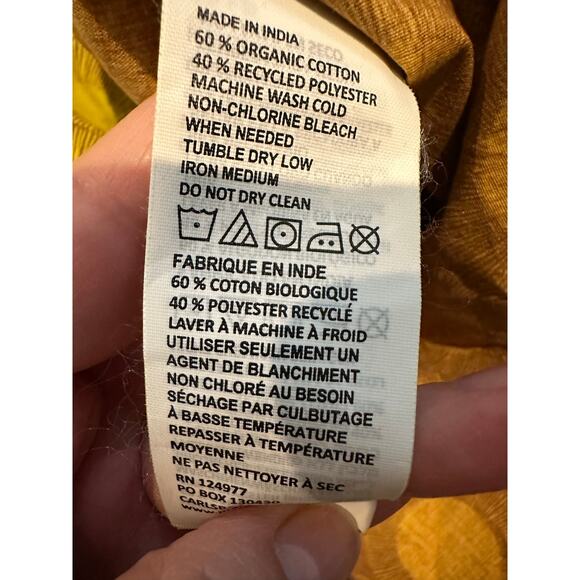 MADE IN INDIA
60 % ORGANIC COTTON
40 % RECYCLED POLYESTER
MACHINE WASH COLD
NON-CHLORINE BLEACH
WHEN NEEDED
TUMBLE DRY LOW
IRON MEDIUM
DO NOT DRY CLEAN
FABRIQUE EN INDE
60 % COTON BIOLOGIQUE
40 % POLYESTER RECYCLÉ
LAVER À MACHINE À FROID
UTILISER SEULEMENT UN
AGENT DE BLANCHIMENT
NON CHLORÉ AU BESOIN
SÉCHAGE PAR CULBUTAGE
À BASSE TEMPÉRATURE
REPASSER À TEMPÉRATURE
MOYENNE
NE PAS NETTOYER À SEC
RN 124977
PO BOX